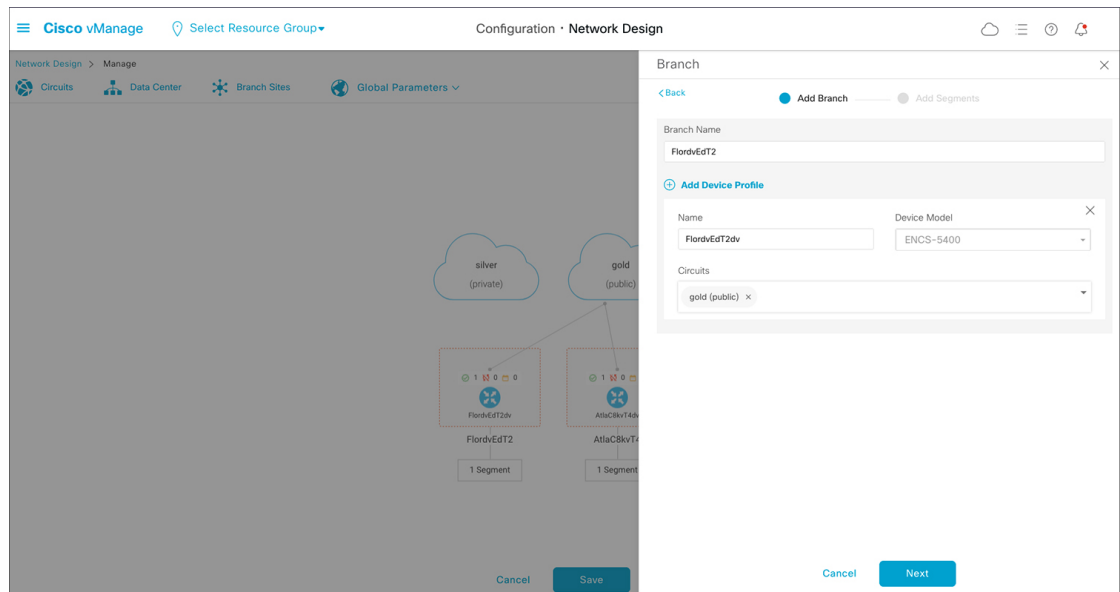 Cisco vManage
Select Resource Group
Configuration · Network Design
Network Design > Manage
Circuits
Data Center
Branch Sites
Global Parameters
silver
(private)
gold
(public)
1 0 0
FlordvEdT2dv
FlordvEdT2
1 Segment
1 0
AtlaC8kvT4dv
AtlaC8kvT4
1 Segment
Cancel
Save
Branch
Back
Add Branch
Add Segments
Branch Name
FlordvEdT2
Add Device Profile
Name
Device Model
FlordvEdT2dv
ENCS-5400
Circuits
gold (public) ×
Cancel
Next